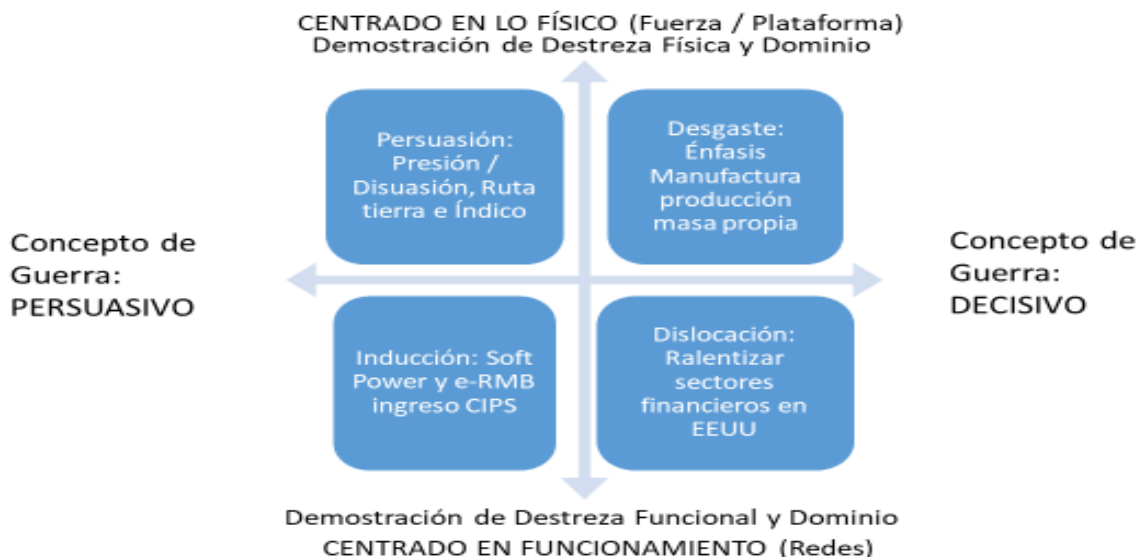 CENTRADO EN LO FÍSICO (Fuerza / Plataforma)
Demostración de Destreza Física y Dominio
Persuasión:
Presión /
Disuasión, Ruta
tierra e Índico
Desgaste:
Énfasis
Manufactura
producción
masa propia
Concepto de
Guerra:
PERSUASIVO
Concepto de
Guerra:
DECISIVO
Inducción: Soft
Power y e-RMB
ingreso CIPS
Dislocación:
Ralentizar
sectores
financieros en
EEUU
Demostración de Destreza Funcional y Dominio
CENTRADO EN FUNCIONAMIENTO (Redes)